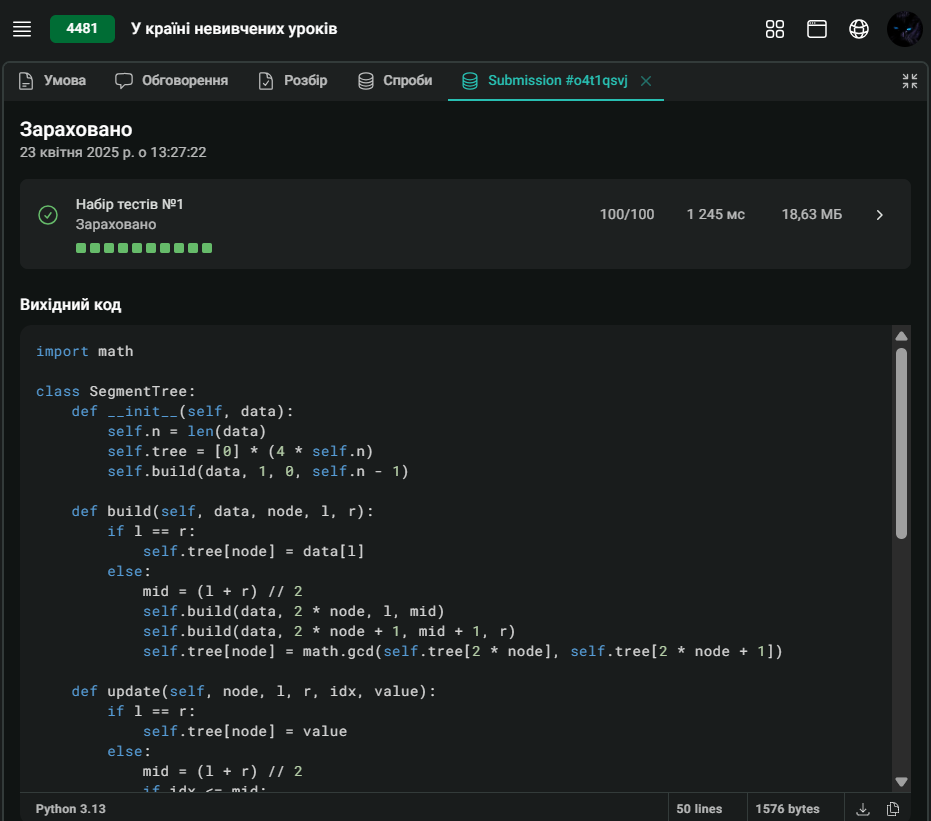 4481 У країні невивчених уроків
Умова Обговорення Розбір Спроби Submission #o4t1qsvj
Зараховано
23 квітня 2025 р. о 13:27:22
Набір тестів №1
Зараховано
100/100 1 245 мс 18,63 МБ
Вихідний код
import math
class SegmentTree:
    def __init__(self, data):
        self.n = len(data)
        self.tree = [0] * (4 * self.n)
        self.build(data, 1, 0, self.n - 1)
    def build(self, data, node, l, r):
        if l == r:
            self.tree[node] = data[l]
        else:
            mid = (l + r) // 2
            self.build(data, 2 * node, l, mid)
            self.build(data, 2 * node + 1, mid + 1, r)
            self.tree[node] = math.gcd(self.tree[2 * node], self.tree[2 * node + 1])
    def update(self, node, l, r, idx, value):
        if l == r:
            self.tree[node] = value
        else:
            mid = (l + r) // 2
            if idx <= mid:
Python 3.13 50 lines 1576 bytes